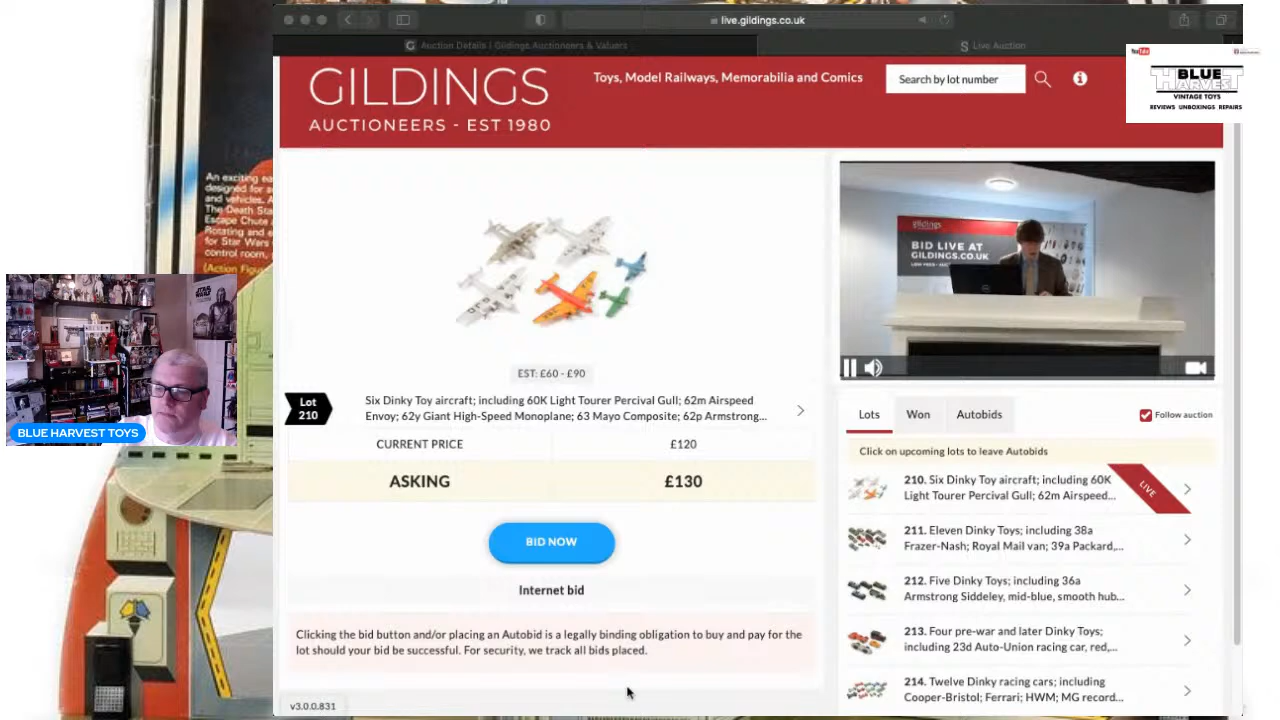 live.gildings.co.uk
Auction Details | Gildings Auctioneers & Valuers
Live Auction
GILDINGS
AUCTIONEERS - EST 1980
Toys, Model Railways, Memorabilia and Comics
Search by lot number
YouTube
BLUE
HARVEST
VINTAGE TOYS
REVIEWS UNBOXINGS REPAIRS
An exciting
designed for
and vehicles.
The Death Star
Escape Chute
Rotating and
for Star Wars
control room,
(Action Figu
STAR WARS
BLUE HARVEST TOYS
EST: £60 - £90
Lot
210
Six Dinky Toy aircraft; including 60K Light Tourer Percival Gull; 62m Airspeed
Envoy; 62y Giant High-Speed Monoplane; 63 Mayo Composite; 62p Armstrong...
CURRENT PRICE
£120
ASKING
£130
BID NOW
Internet bid
Clicking the bid button and/or placing an Autobid is a legally binding obligation to buy and pay for the
lot should your bid be successful. For security, we track all bids placed.
v3.0.0.831
gildings
BID LIVE AT
GILDINGS.CO.UK
Lots
Won
Autobids
Follow auction
Click on upcoming lots to leave Autobids
210. Six Dinky Toy aircraft; including 60K
Light Tourer Percival Gull; 62m Airspeed...
LIVE
211. Eleven Dinky Toys; including 38a
Frazer-Nash; Royal Mail van; 39a Packard,...
212. Five Dinky Toys; including 36a
Armstrong Siddeley, mid-blue, smooth hub...
213. Four pre-war and later Dinky Toys;
including 23d Auto-Union racing car, red,...
214. Twelve Dinky racing cars; including
Cooper-Bristol; Ferrari; HWM; MG record...